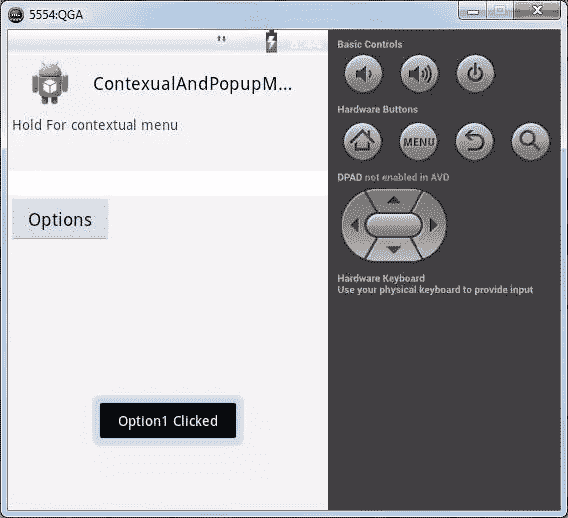 5554:QGA
ContexualAndPopupM...
Hold For contextual menu
Options
Option1 Clicked
Basic Controls
Hardware Buttons
MENU
DPAD not enabled in AVD
Hardware Keyboard
Use your physical keyboard to provide input